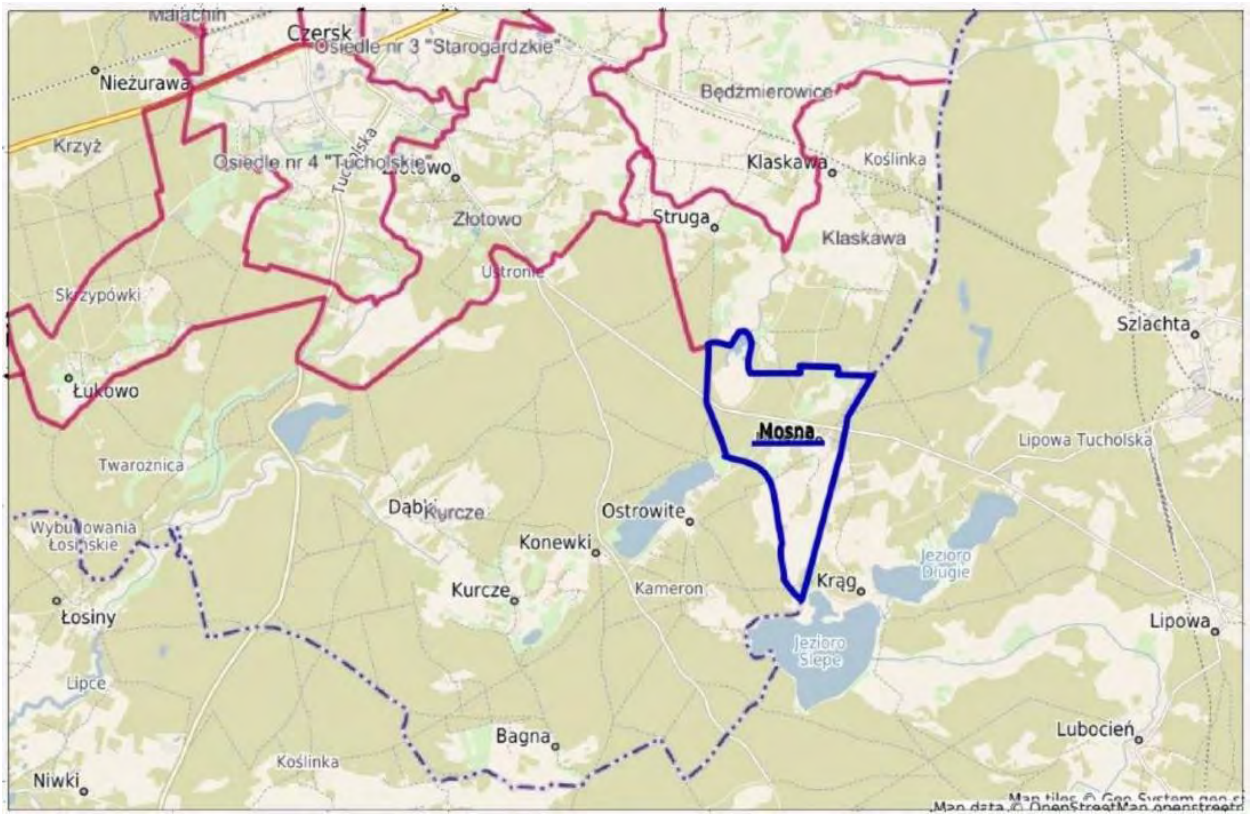 Malachin
Czersk
Osiedle nr 3 "Starogardzkie"
Nieżurawa
Będźmierowice
Krzyż
Osiedle nr 4 "Tucholskie"
Tucholska
Klaskawa
Koślinka
Złotowo
Struga
Klaskawa
Ustronie
Skrzypówki
Szlachta
Łukowo
Mosna
Lipowa Tucholska
Twarożnica
Kurcze
Ostrowite
Wybudowania
Łosińskie
Konewki
Jezioro
Długie
Kameron
Krąg
Kurcze
Łosiny
Lipowa
Jezioro
Ślepe
Lipce
Bagna
Lubocień
Koślinka
Niwki
Map data © OpenStreetMap